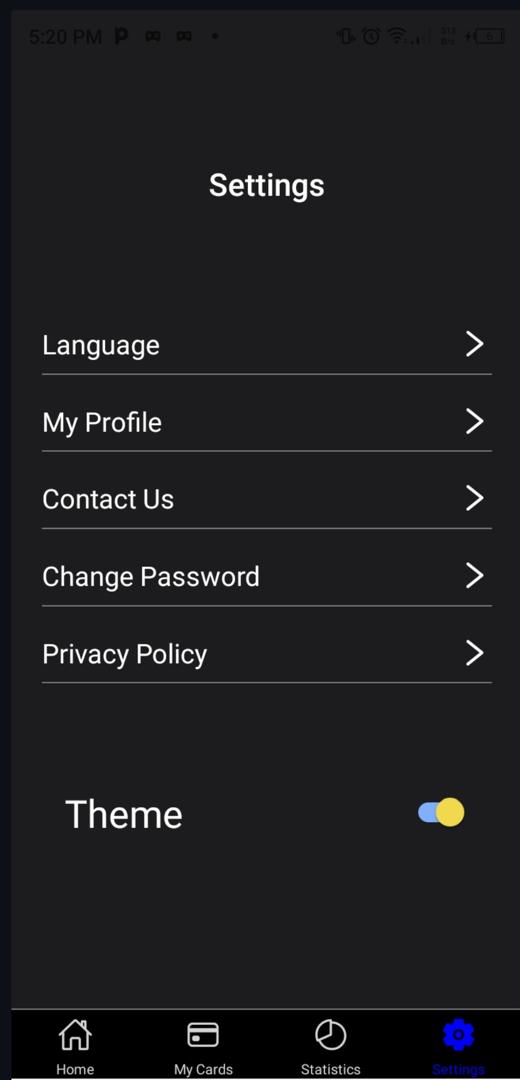 5:20 PM
Settings
Language
My Profile
Contact Us
Change Password
Privacy Policy
Theme
Home
My Cards
Statistics
Settings